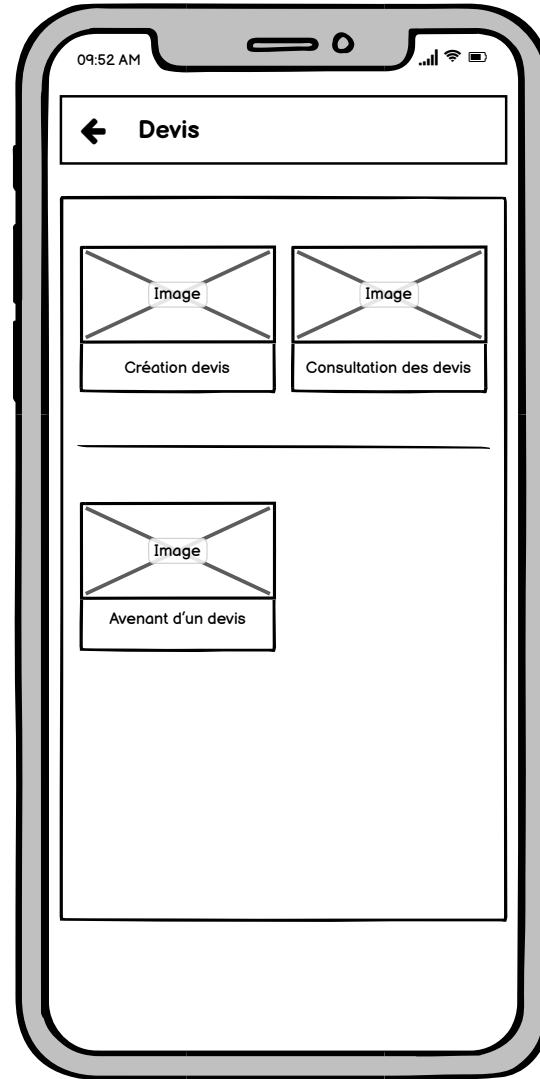 09:52 AM
Devis
Image
Image
Création devis
Consultation des devis
Image
Avenant d'un devis